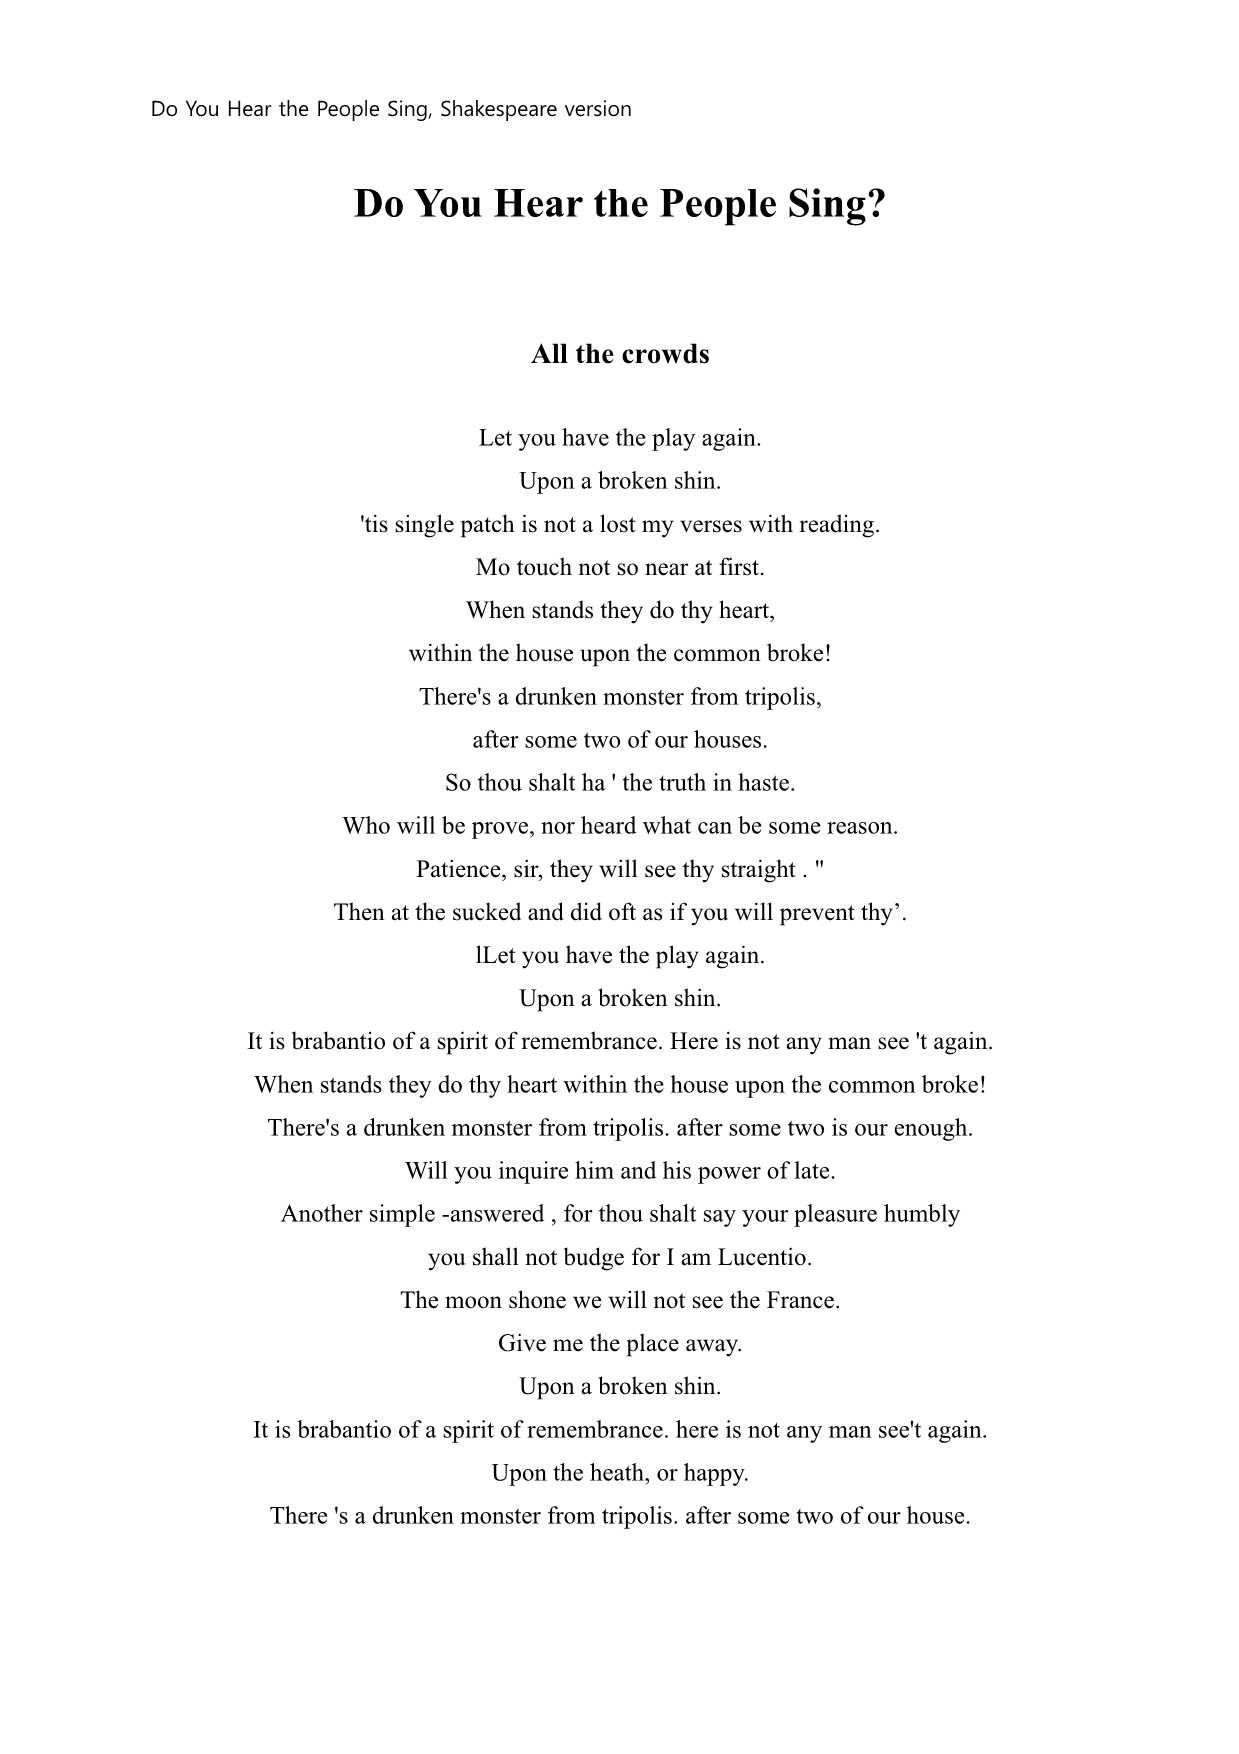 Do You Hear the People Sing, Shakespeare version
Do You Hear the People Sing?
All the crowds
Let you have the play again.
Upon a broken shin.
'tis single patch is not a lost my verses with reading.
Mo touch not so near at first.
When stands they do thy heart,
within the house upon the common broke!
There's a drunken monster from tripolis,
after some two of our houses.
So thou shalt ha ' the truth in haste.
Who will be prove, nor heard what can be some reason.
Patience, sir, they will see thy straight . "
Then at the sucked and did oft as if you will prevent thy’.
lLet you have the play again.
Upon a broken shin.
It is brabantio of a spirit of remembrance. Here is not any man see 't again.
When stands they do thy heart within the house upon the common broke!
There's a drunken monster from tripolis. after some two is our enough.
Will you inquire him and his power of late.
Another simple -answered , for thou shalt say your pleasure humbly
you shall not budge for I am Lucentio.
The moon shone we will not see the France.
Give me the place away.
Upon a broken shin.
It is brabantio of a spirit of remembrance. here is not any man see't again.
Upon the heath, or happy.
There 's a drunken monster from tripolis. after some two of our house.